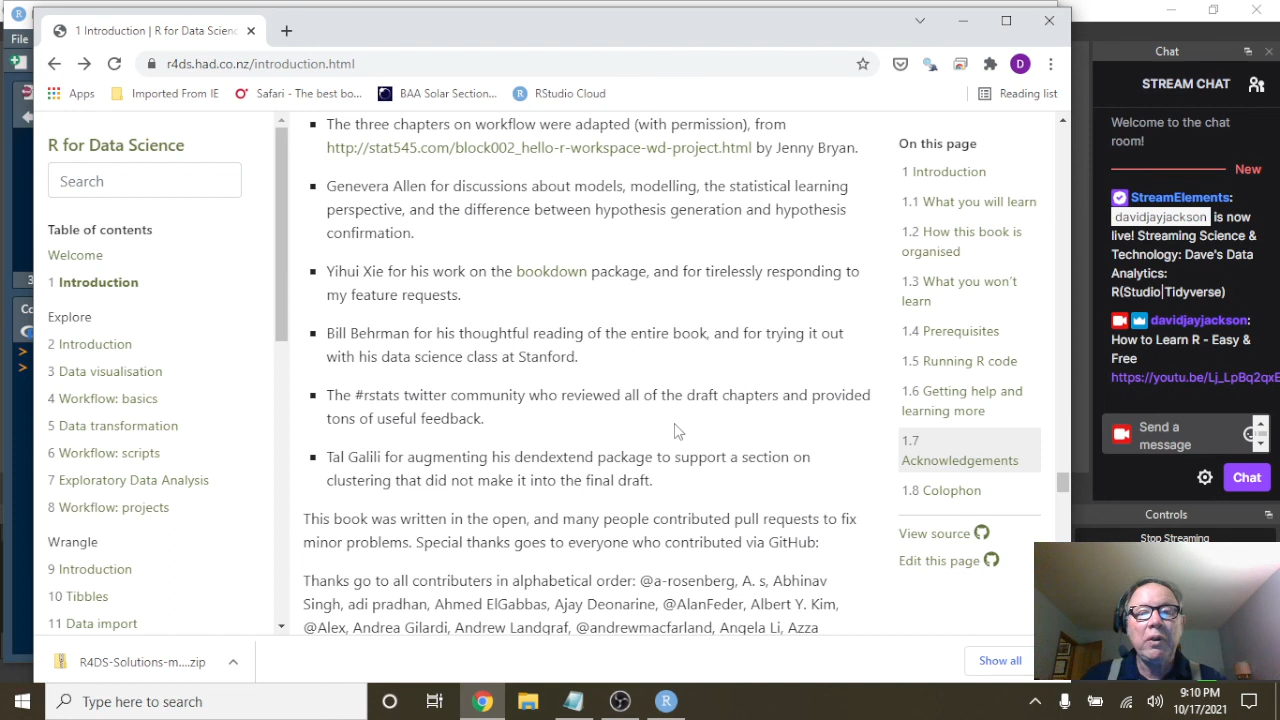 File
1 Introduction | R for Data Scienc
r4ds.had.co.nz/introduction.html
D
Apps
Imported From IE
Safari - The best bo...
BAA Solar Section...
RStudio Cloud
Reading list
R for Data Science
Search
Table of contents
Welcome
1 Introduction
Explore
2 Introduction
3 Data visualisation
4 Workflow: basics
5 Data transformation
6 Workflow: scripts
7 Exploratory Data Analysis
8 Workflow: projects
Wrangle
9 Introduction
10 Tibbles
11 Data import
The three chapters on workflow were adapted (with permission), from
http://stat545.com/block002_hello-r-workspace-wd-project.html by Jenny Bryan.
Genevera Allen for discussions about models, modelling, the statistical learning
perspective, and the difference between hypothesis generation and hypothesis
confirmation.
Yihui Xie for his work on the bookdown package, and for tirelessly responding to
my feature requests.
Bill Behrman for his thoughtful reading of the entire book, and for trying it out
with his data science class at Stanford.
The #rstats twitter community who reviewed all of the draft chapters and provided
tons of useful feedback.
Tal Galili for augmenting his dendextend package to support a section on
clustering that did not make it into the final draft.
This book was written in the open, and many people contributed pull requests to fix
minor problems. Special thanks goes to everyone who contributed via GitHub:
Thanks go to all contributers in alphabetical order: @a-rosenberg, A. s, Abhinav
Singh, adi pradhan, Ahmed ElGabbas, Ajay Deonarine, @AlanFeder, Albert Y. Kim,
@Alex, Andrea Gilardi, Andrew Landgraf, @andrewmacfarland, Angela Li, Azza
On this page
1 Introduction
1.1 What you will learn
1.2 How this book is
organised
1.3 What you won't
learn
1.4 Prerequisites
1.5 Running R code
1.6 Getting help and
learning more
1.7
Acknowledgements
1.8 Colophon
View source
Edit this page
Chat
STREAM CHAT
Welcome to the chat
room!
New
StreamElements:
davidjayjackson is now
live! Streaming Science &
Technology: Dave's Data
Analytics:
R(Studio|Tidyverse)
davidjayjackson:
How to Learn R - Easy &
Free
https://youtu.be/Lj_LpBq2qxE
Send a
message
Chat
Controls
Stop Streaming
R4DS-Solutions-m....zip
Show all
Type here to search
9:10 PM
10/17/2021